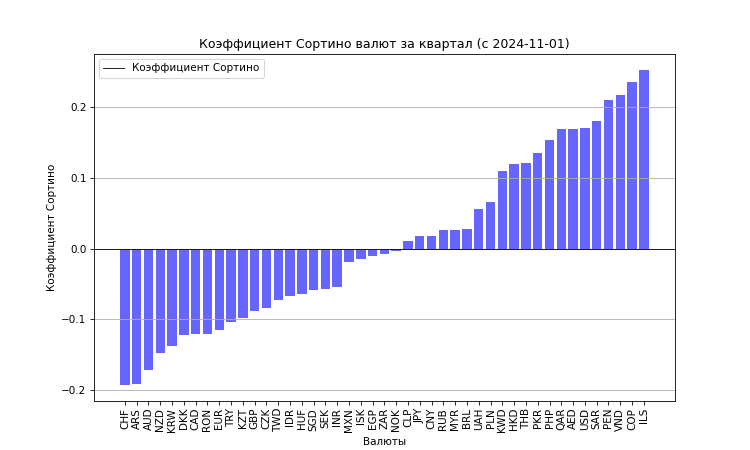 Коэффициент Сортино валют за квартал (с 2024-11-01)
Коэффициент Сортино
Коэффициент Сортино
0.2
0.1
0.0
−0.1
−0.2
CHF
ARS
AUD
NZD
KRW
DKK
CAD
RON
EUR
TRY
KZT
GBP
CZK
TWD
IDR
HUF
SGD
SEK
INR
MXN
ISK
EGP
ZAR
NOK
CLP
JPY
CNY
RUB
MYR
BRL
UAH
PLN
KWD
HKD
THB
PKR
PHP
QAR
AED
USD
SAR
PEN
VND
COP
ILS
Валюты